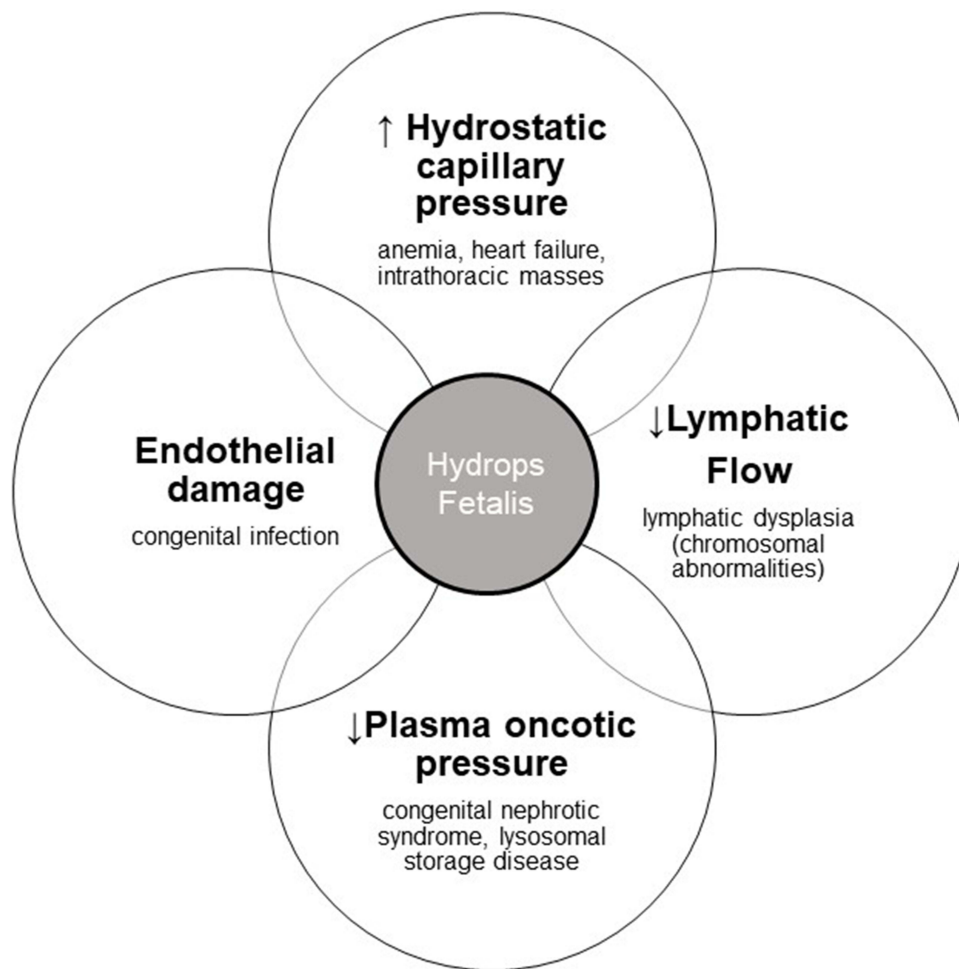 ↑ Hydrostatic
capillary
pressure
anemia, heart failure,
intrathoracic masses
Endothelial
damage
congenital infection
Hydrops
Fetalis
↓Lymphatic
Flow
lymphatic dysplasia
(chromosomal
abnormalities)
↓Plasma oncotic
pressure
congenital nephrotic
syndrome, lysosomal
storage disease